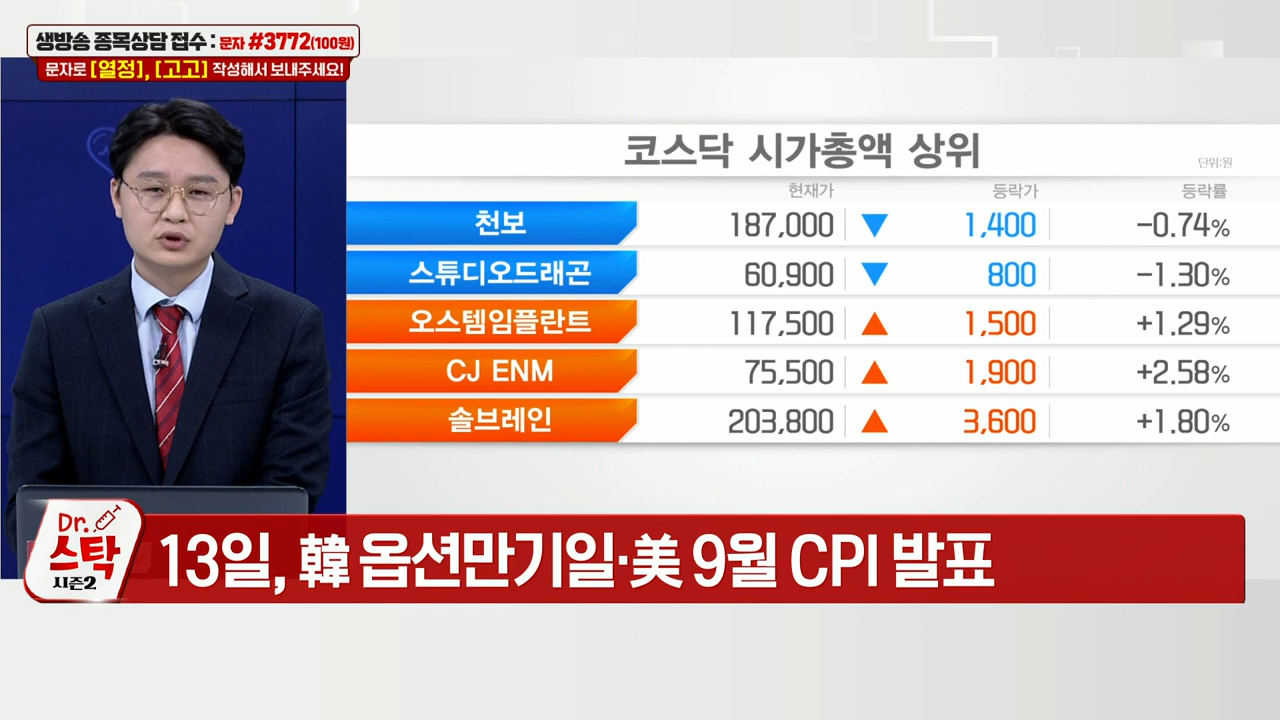 생방송 종목상담 접수 : 문자 #3772(100원)
문자로 [열정], [고고] 작성해서 보내주세요!
코스닥 시가총액 상위
단위:원
현재가 등락가 등락률
천보 187,000 ▼ 1,400 -0.74%
스튜디오드래곤 60,900 ▼ 800 -1.30%
오스템임플란트 117,500 ▲ 1,500 +1.29%
CJ ENM 75,500 ▲ 1,900 +2.58%
솔브레인 203,800 ▲ 3,600 +1.80%
Dr.
스탁
시즌2
13일, 韓 옵션만기일·美 9월 CPI 발표